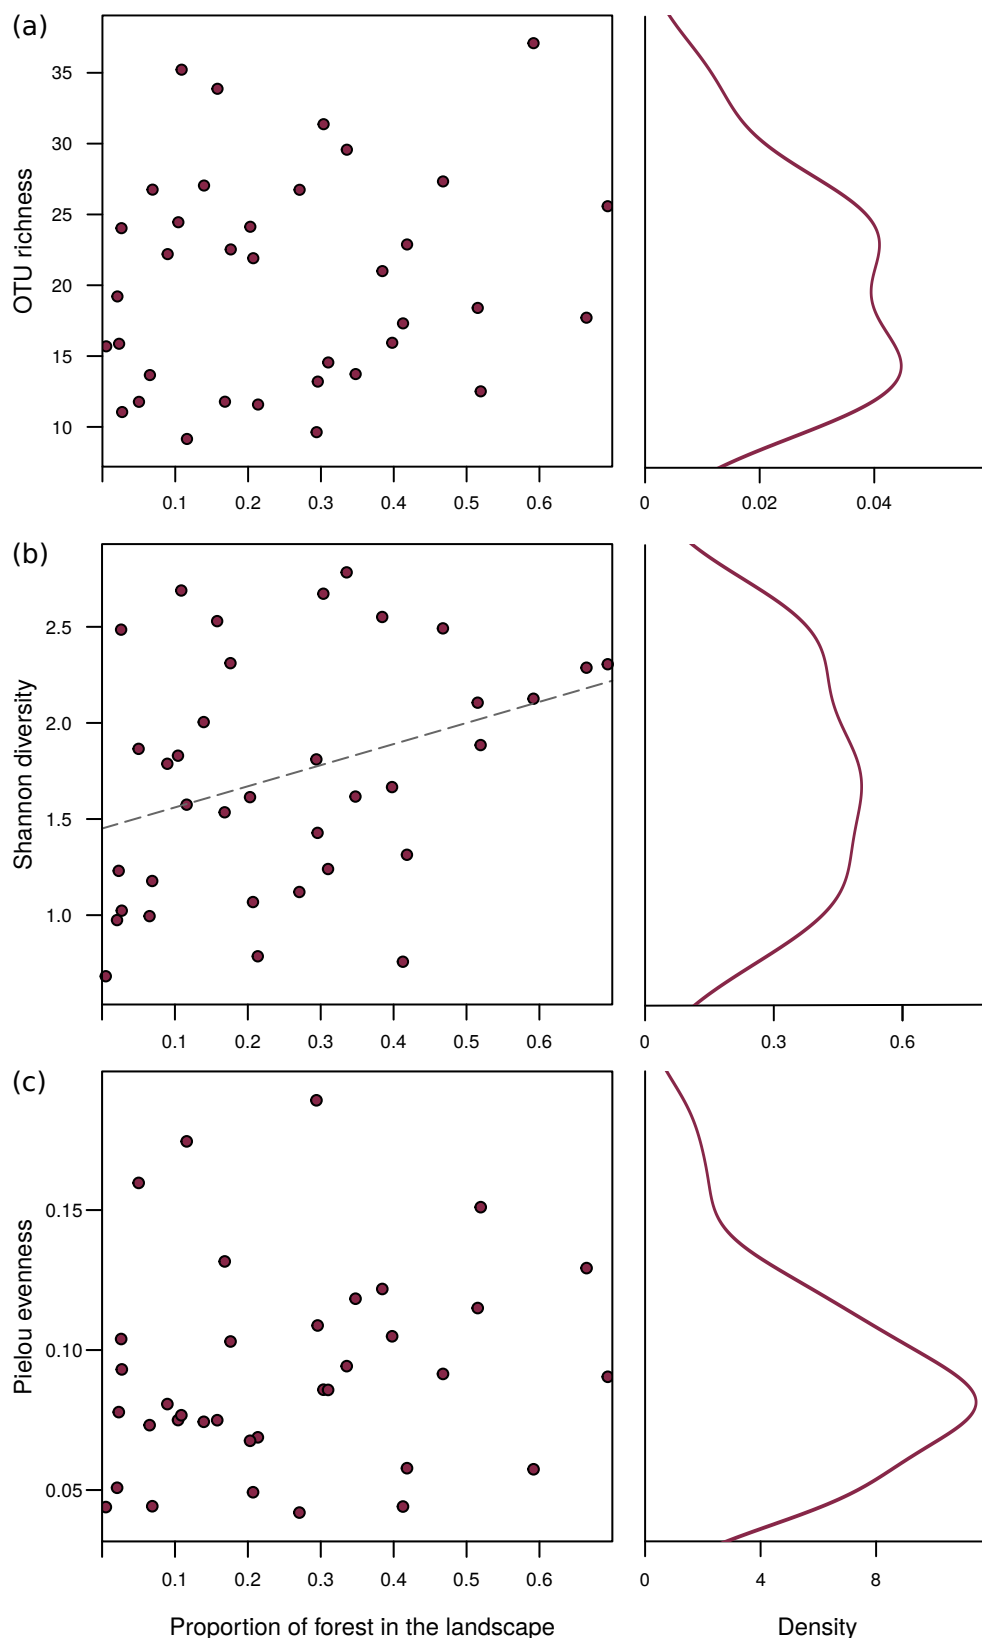 (a)
OTU richness
35
30
25
20
15
10
0.1 0.2 0.3 0.4 0.5 0.6
0 0.02 0.04
(b)
Shannon diversity
2.5
2.0
1.5
1.0
0.1 0.2 0.3 0.4 0.5 0.6
0 0.3 0.6
(c)
Pielou evenness
0.15
0.10
0.05
0.1 0.2 0.3 0.4 0.5 0.6
0 4 8
Proportion of forest in the landscape
Density